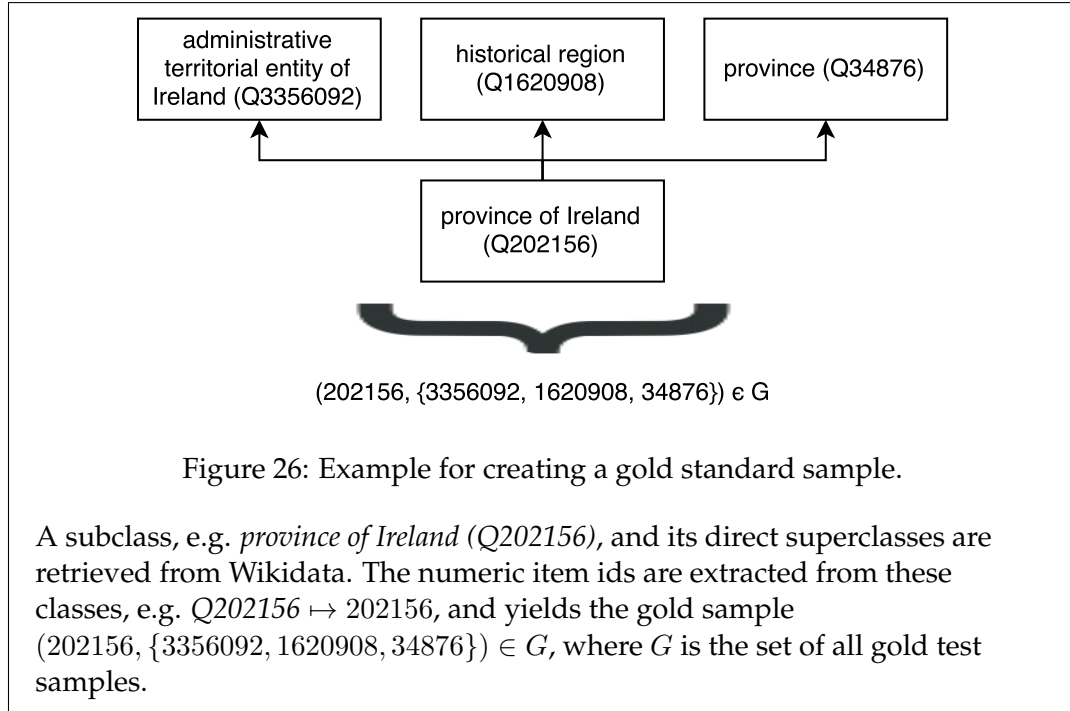 administrative
territorial entity of
Ireland (Q3356092)
historical region
(Q1620908)
province (Q34876)
province of Ireland
(Q202156)
(202156, {3356092, 1620908, 34876}) є G
Figure 26: Example for creating a gold standard sample.
A subclass, e.g. province of Ireland (Q202156), and its direct superclasses are
retrieved from Wikidata. The numeric item ids are extracted from these
classes, e.g. Q202156 ↦ 202156, and yields the gold sample
(202156, {3356092, 1620908, 34876}) ∈ G, where G is the set of all gold test
samples.